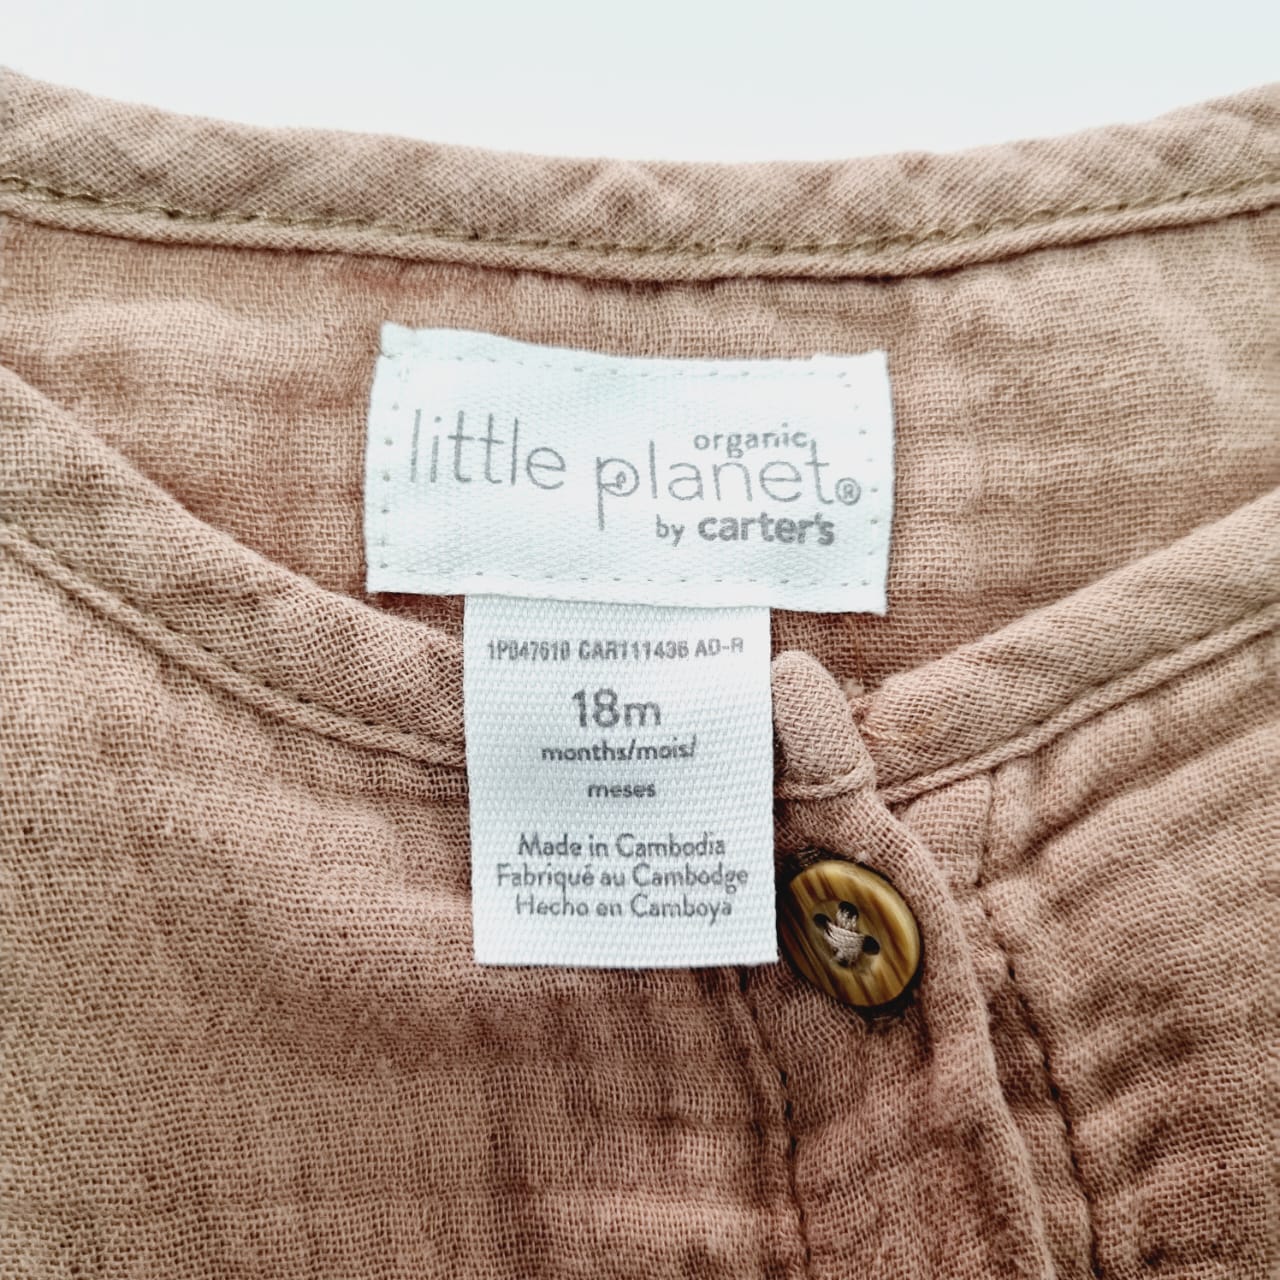 little planet®
organic
by carter's
1P047610 CAR111436 AD-R
18m
months/mois/
meses
Made in Cambodia
Fabriqué au Cambodge
Hecho en Camboya